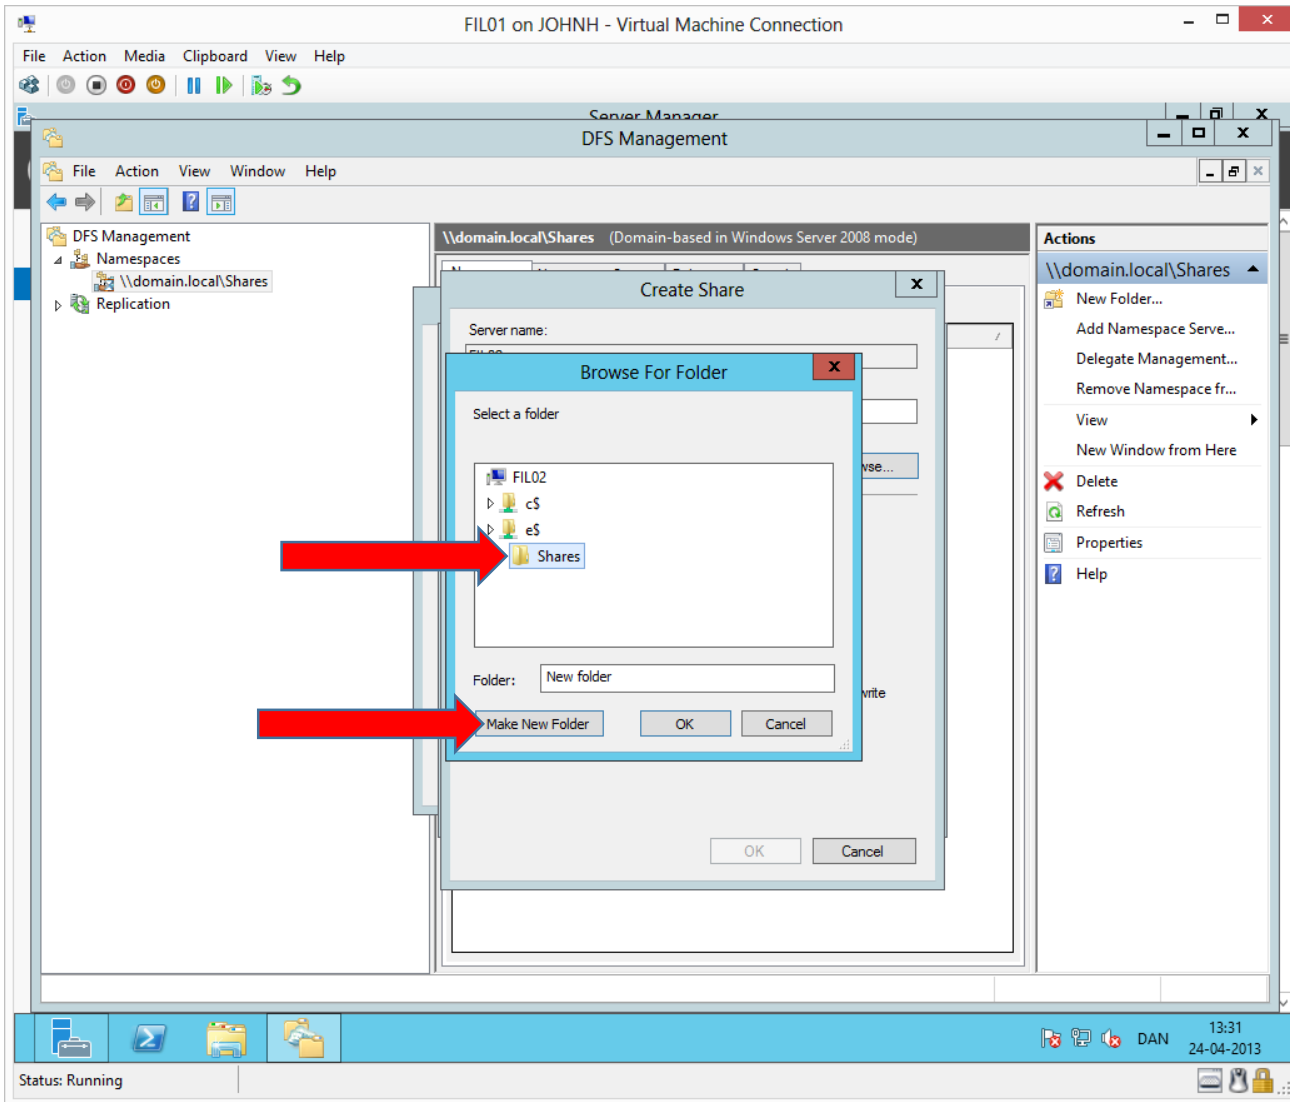 FIL01 on JOHNH - Virtual Machine Connection
File Action Media Clipboard View Help
Server Manager
DFS Management
File Action View Window Help
DFS Management
Namespaces
\\domain.local\Shares
Replication
\\domain.local\Shares (Domain-based in Windows Server 2008 mode)
Create Share
Server name:
Browse For Folder
Select a folder
FIL02
c$
e$
Shares
Folder: New folder
Make New Folder OK Cancel
OK Cancel
Actions
\\domain.local\Shares
New Folder...
Add Namespace Serve...
Delegate Management...
Remove Namespace fr...
View
New Window from Here
Delete
Refresh
Properties
Help
DAN
13:31
24-04-2013
Status: Running